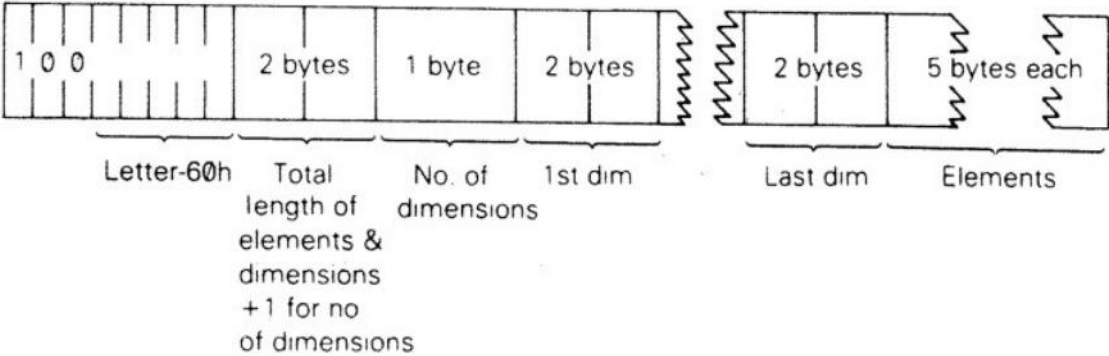 1 0 0
2 bytes
1 byte
2 bytes
2 bytes
5 bytes each
Letter-60h
Total
length of
elements &
dimensions
+1 for no
of dimensions
No. of
dimensions
1st dim
Last dim
Elements